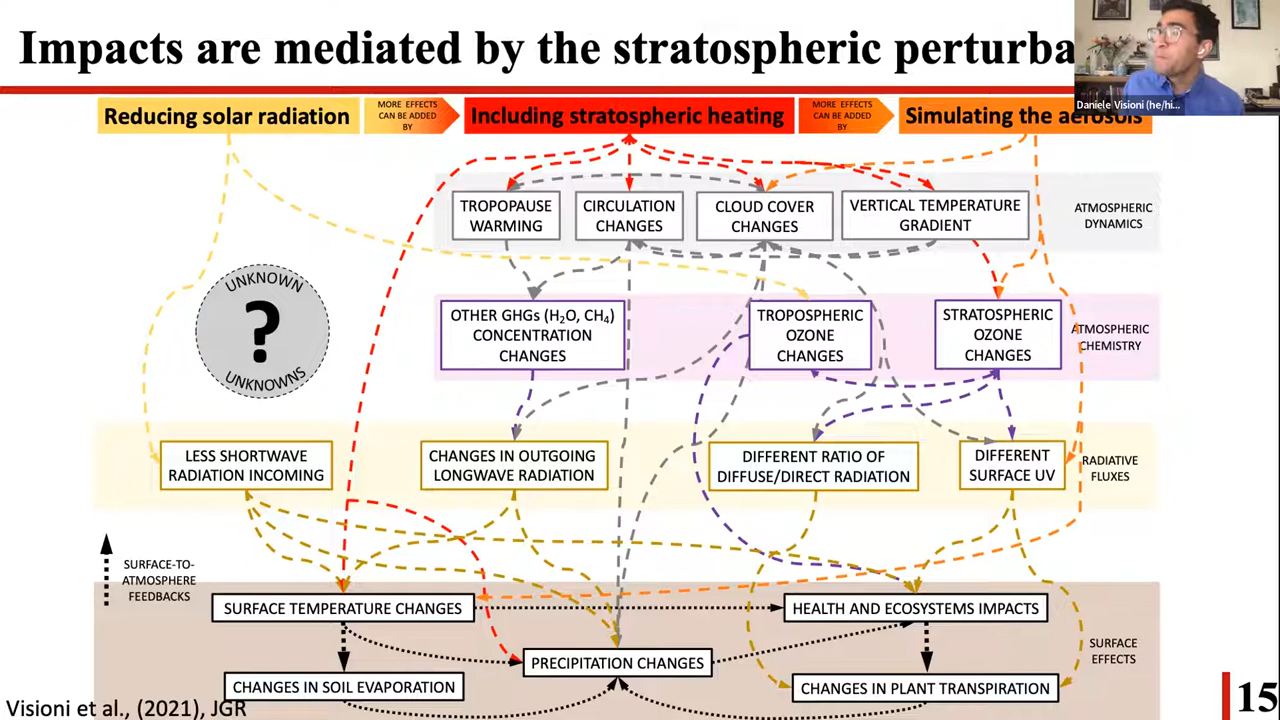 Impacts are mediated by the stratospheric perturba
Daniele Visioni (he/hi...
Reducing solar radiation
MORE EFFECTS
CAN BE ADDED
BY
Including stratospheric heating
MORE EFFECTS
CAN BE ADDED
BY
Simulating the aerosols
TROPOPAUSE
WARMING
CIRCULATION
CHANGES
CLOUD COVER
CHANGES
VERTICAL TEMPERATURE
GRADIENT
ATMOSPHERIC
DYNAMICS
UNKNOWN
?
UNKNOWNS
OTHER GHGs (H₂O, CH₄)
CONCENTRATION
CHANGES
TROPOSPHERIC
OZONE
CHANGES
STRATOSPHERIC
OZONE
CHANGES
ATMOSPHERIC
CHEMISTRY
LESS SHORTWAVE
RADIATION INCOMING
CHANGES IN OUTGOING
LONGWAVE RADIATION
DIFFERENT RATIO OF
DIFFUSE/DIRECT RADIATION
DIFFERENT
SURFACE UV
RADIATIVE
FLUXES
SURFACE-TO-
ATMOSPHERE
FEEDBACKS
SURFACE TEMPERATURE CHANGES
HEALTH AND ECOSYSTEMS IMPACTS
PRECIPITATION CHANGES
SURFACE
EFFECTS
CHANGES IN SOIL EVAPORATION
CHANGES IN PLANT TRANSPIRATION
Visioni et al., (2021), JGR
15